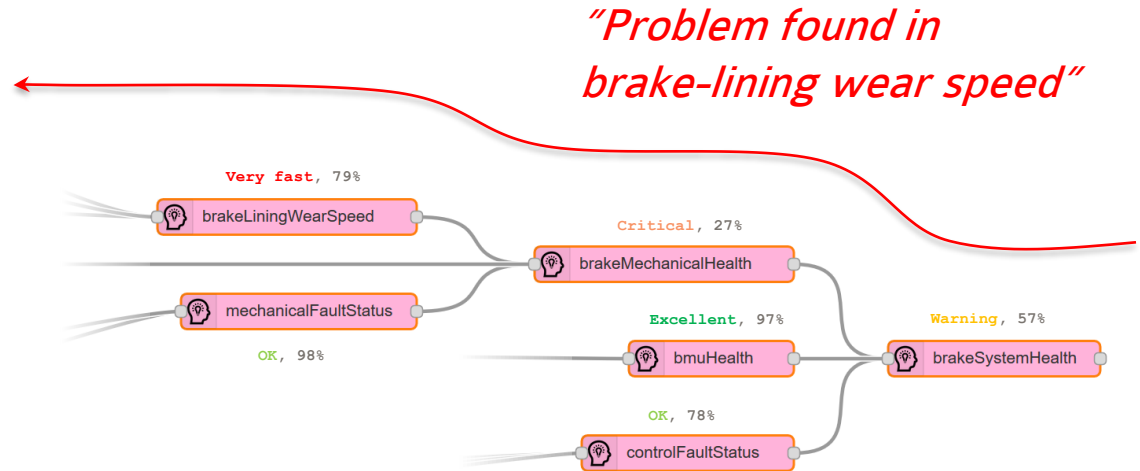 "Problem found in
brake-lining wear speed"
Very fast, 79%
brakeLiningWearSpeed
Critical, 27%
brakeMechanicalHealth
mechanicalFaultStatus
OK, 98%
Excellent, 97%
bmuHealth
Warning, 57%
brakeSystemHealth
OK, 78%
controlFaultStatus